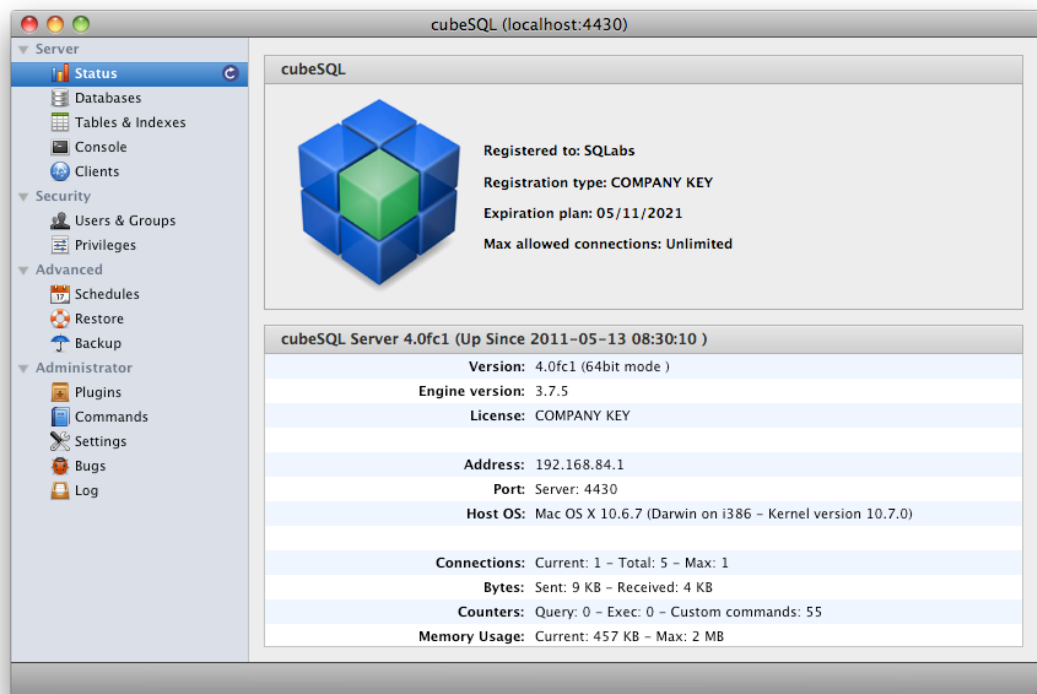 cubeSQL (localhost:4430)
Server
Status
Databases
Tables & Indexes
Console
Clients
Security
Users & Groups
Privileges
Advanced
17
Schedules
Restore
Backup
Administrator
Plugins
Commands
Settings
Bugs
Log
cubeSQL
Registered to: SQLabs
Registration type: COMPANY KEY
Expiration plan: 05/11/2021
Max allowed connections: Unlimited
cubeSQL Server 4.0fc1 (Up Since 2011-05-13 08:30:10 )
Version: 4.0fc1 (64bit mode )
Engine version: 3.7.5
License: COMPANY KEY
Address: 192.168.84.1
Port: Server: 4430
Host OS: Mac OS X 10.6.7 (Darwin on i386 - Kernel version 10.7.0)
Connections: Current: 1 - Total: 5 - Max: 1
Bytes: Sent: 9 KB - Received: 4 KB
Counters: Query: 0 - Exec: 0 - Custom commands: 55
Memory Usage: Current: 457 KB - Max: 2 MB